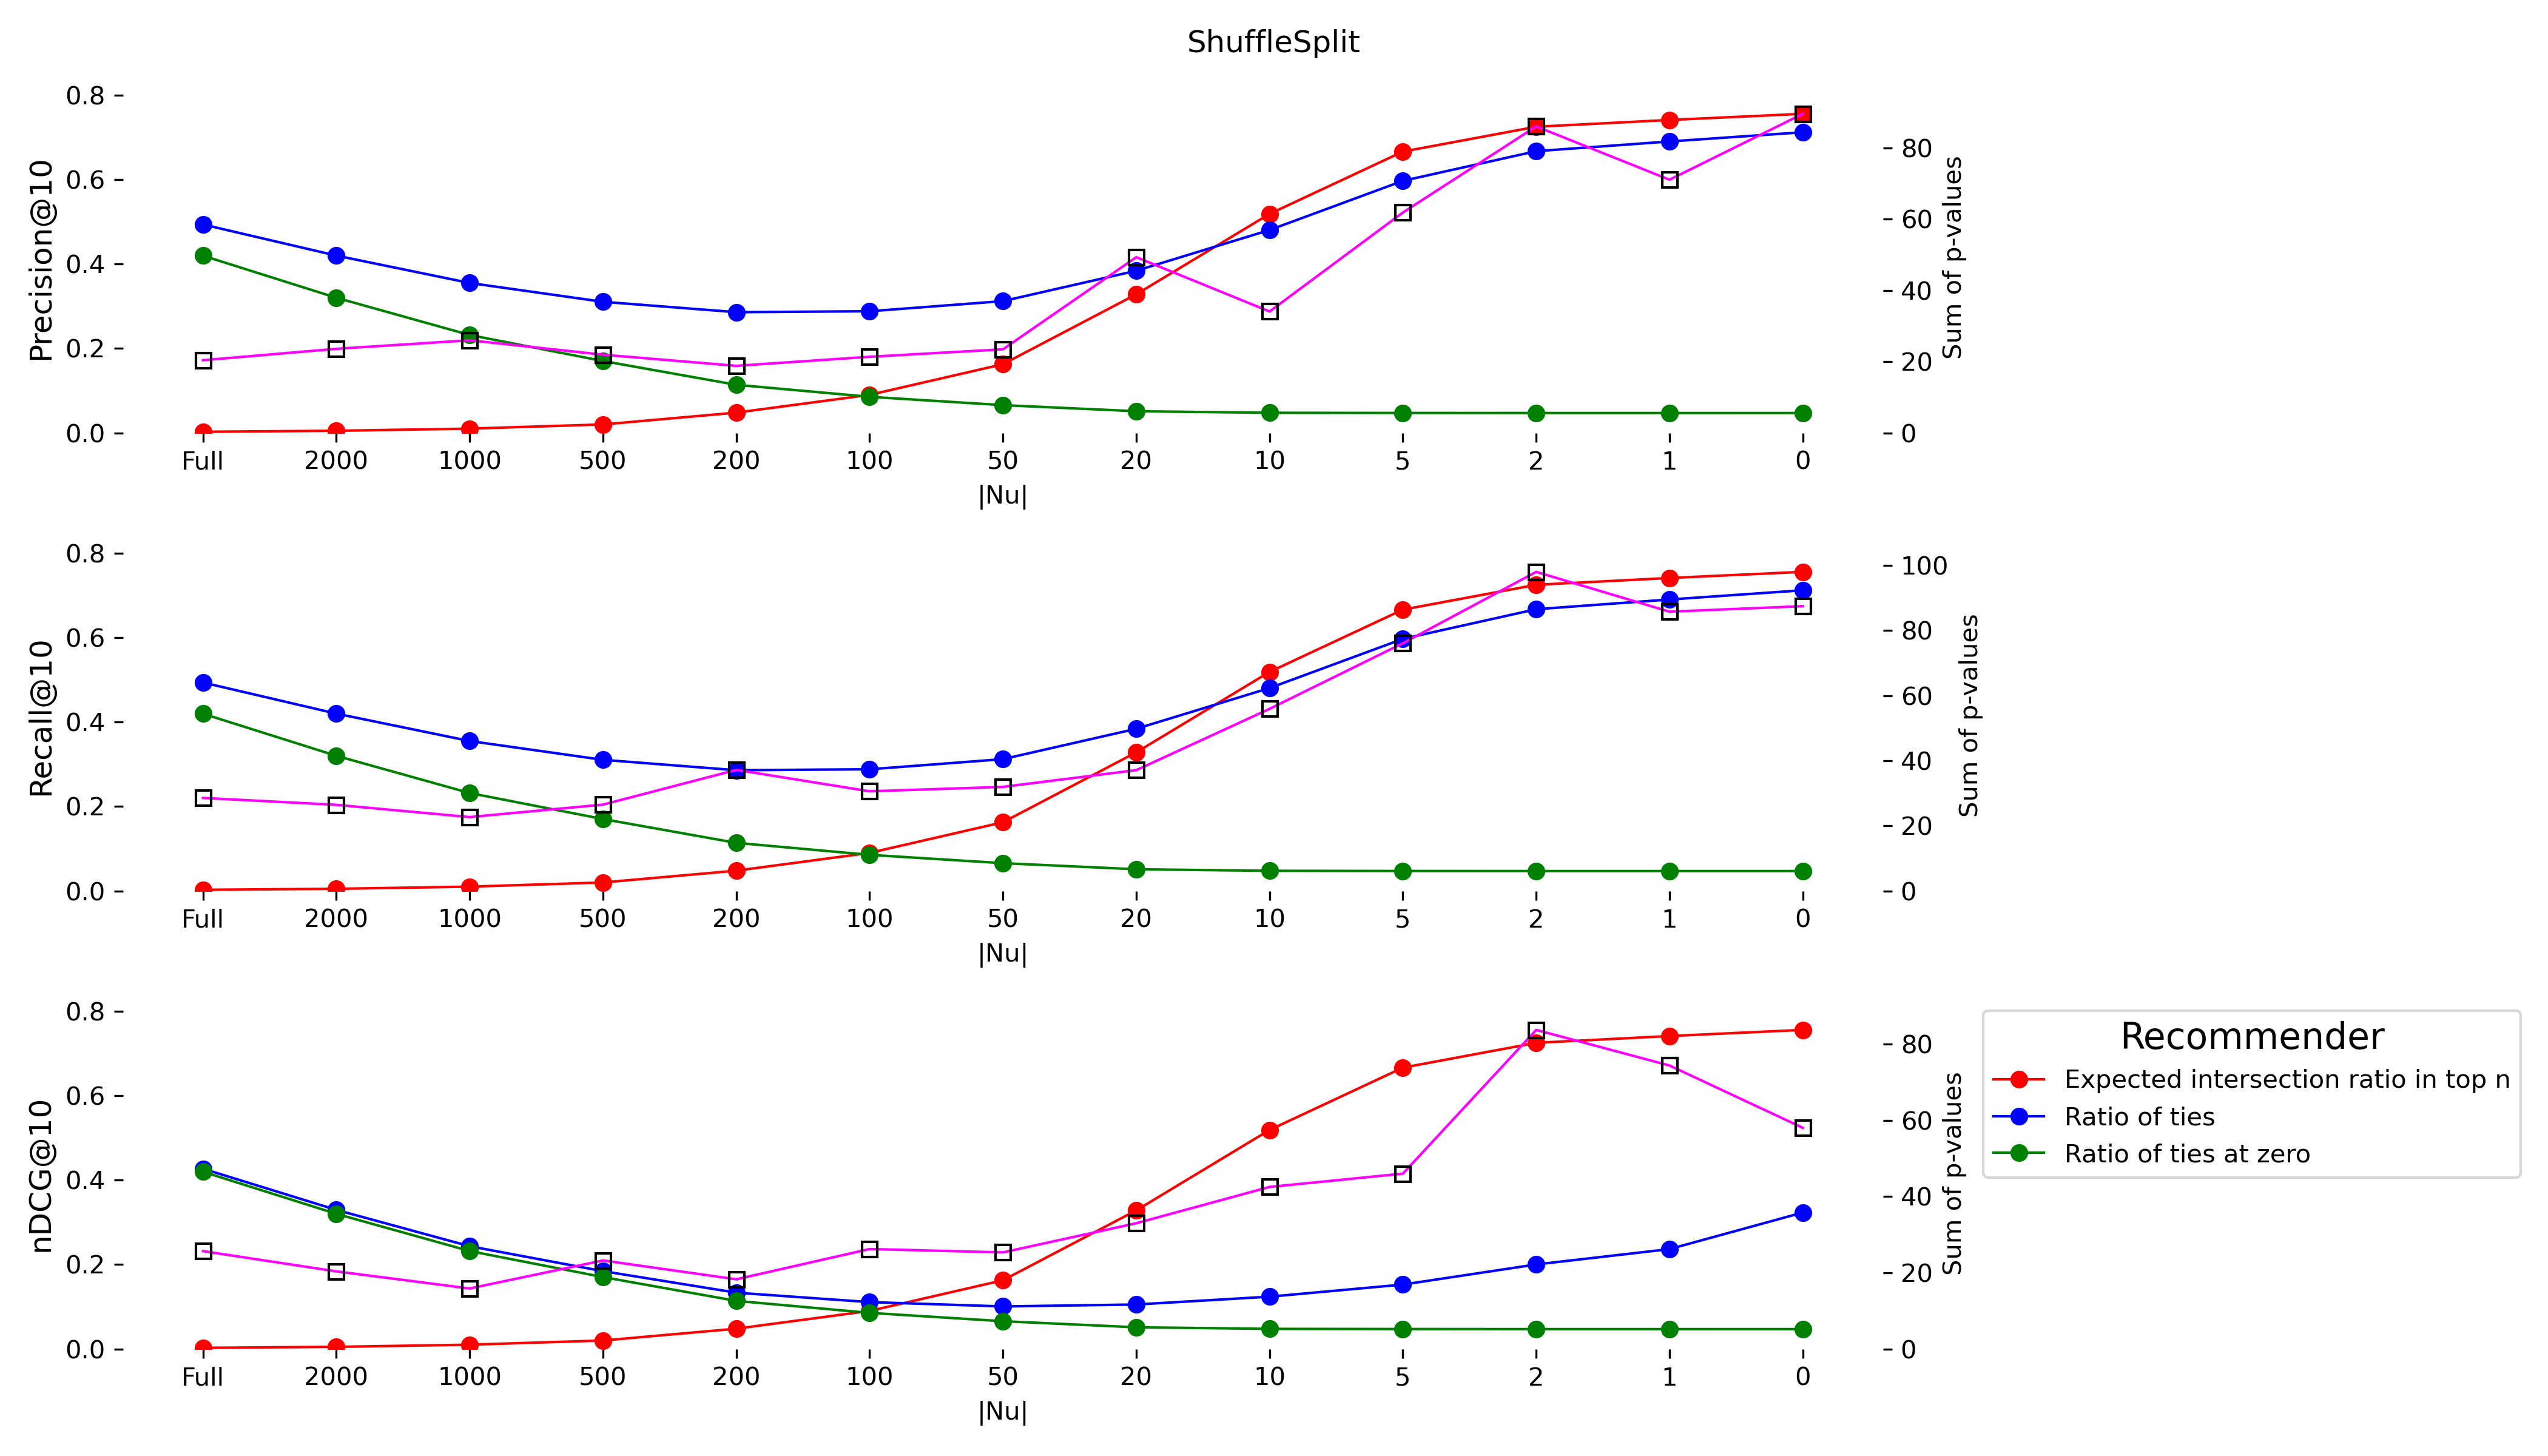 ShuffleSplit
Precision@10
0.8
0.6
0.4
0.2
0.0
Full 2000 1000 500 200 100 50 20 10 5 2 1 0
|Nu|
80
60
40
20
0
Sum of p-values
Recall@10
0.8
0.6
0.4
0.2
0.0
Full 2000 1000 500 200 100 50 20 10 5 2 1 0
|Nu|
100
80
60
40
20
0
Sum of p-values
nDCG@10
0.8
0.6
0.4
0.2
0.0
Full 2000 1000 500 200 100 50 20 10 5 2 1 0
|Nu|
80
60
40
20
0
Sum of p-values
Recommender
Expected intersection ratio in top n
Ratio of ties
Ratio of ties at zero